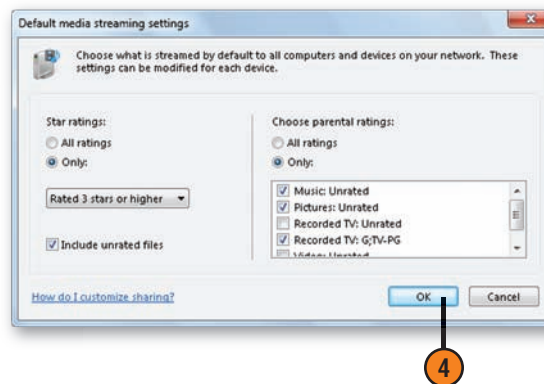 Default media streaming settings
Choose what is streamed by default to all computers and devices on your network. These
settings can be modified for each device.
Star ratings:
All ratings
Only:
Rated 3 stars or higher
Include unrated files
Choose parental ratings:
All ratings
Only:
Music: Unrated
Pictures: Unrated
Recorded TV: Unrated
Recorded TV: G;TV-PG
Video: Unrated
How do I customize sharing?
OK
Cancel
4